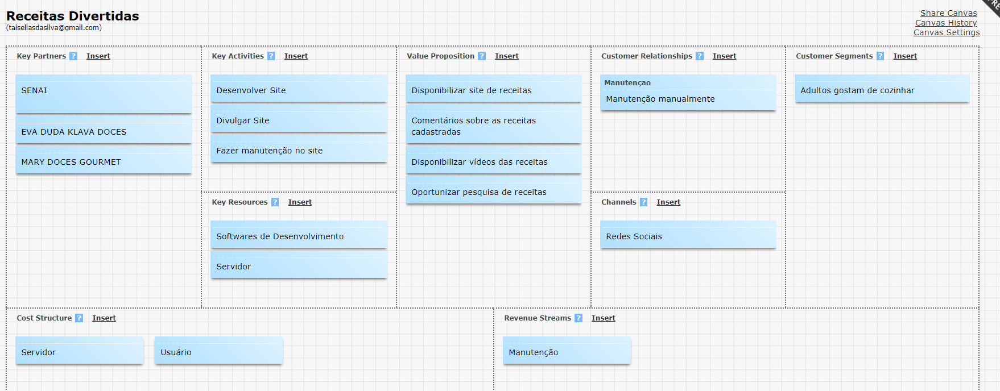 Receitas Divertidas
(taiseliasdasilva@gmail.com)
Share Canvas
Canvas History
Canvas Settings
Key Partners ? Insert
SENAI
EVA DUDA KLAVA DOCES
MARY DOCES GOURMET
Key Activities ? Insert
Desenvolver Site
Divulgar Site
Fazer manutenção no site
Key Resources ? Insert
Softwares de Desenvolvimento
Servidor
Value Proposition ? Insert
Disponibilizar site de receitas
Comentários sobre as receitas
cadastradas
Disponibilizar vídeos das receitas
Oportunizar pesquisa de receitas
Customer Relationships ? Insert
Manutençao
Manutenção manualmente
Channels ? Insert
Redes Sociais
Customer Segments ? Insert
Adultos gostam de cozinhar
Cost Structure ? Insert
Servidor
Usuário
Revenue Streams ? Insert
Manutenção